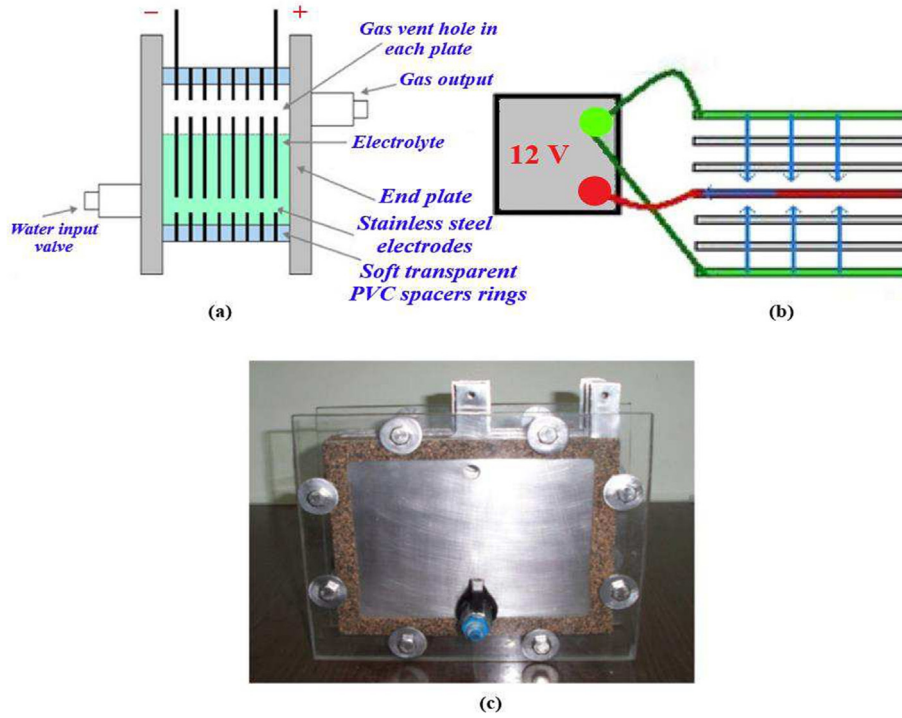 − +
Gas vent hole in
each plate
Gas output
Electrolyte
End plate
Stainless steel
electrodes
Soft transparent
PVC spacers rings
Water input
valve
(a)
12 V
(b)
(c)